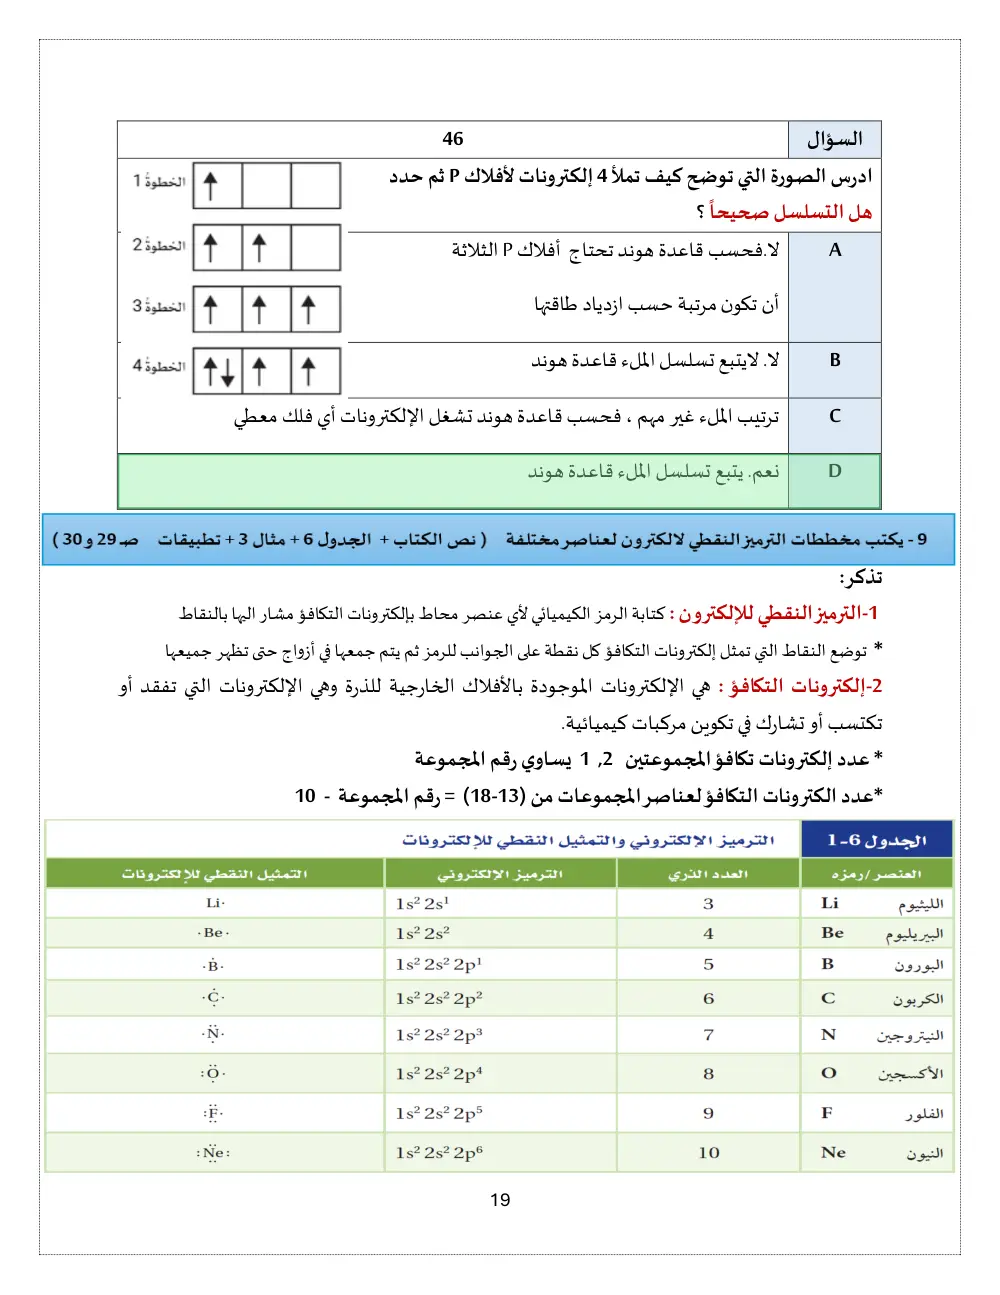 السؤال 46
ادرس الصورة التي توضح كيف تملأ 4 إلكترونات لأفلاك P ثم حدد
هل التسلسل صحيحاً ؟
الخطوةُ 1
الخطوةُ 2
الخطوةُ 3
الخطوةُ 4
A لا.فحسب قاعدة هوند تحتاج أفلاك P الثلاثة
أن تكون مرتبة حسب ازدياد طاقتها
B لا. لايتبع تسلسل الملء قاعدة هوند
C ترتيب الملء غير مهم ، فحسب قاعدة هوند تشغل الإلكترونات أي فلك معطي
D نعم. يتبع تسلسل الملء قاعدة هوند
9 - يكتب مخططات الترميز النقطي لالكترون لعناصر مختلفة ( نص الكتاب + الجدول 6 + مثال 3 + تطبيقات صـ 29 و 30 )
تذكر:
1-الترميز النقطي للإلكترون : كتابة الرمز الكيميائي لأي عنصر محاط بإلكترونات التكافؤ مشار اليها بالنقاط
* توضع النقاط التي تمثل إلكترونات التكافؤ كل نقطة على الجوانب للرمز ثم يتم جمعها في أزواج حتى تظهر جميعها
2-إلكترونات التكافؤ : هي الإلكترونات الموجودة بالأفلاك الخارجية للذرة وهي الإلكترونات التي تفقد أو
تكتسب أو تشارك في تكوين مركبات كيميائية.
* عدد إلكترونات تكافؤ المجموعتين 2, 1 يساوي رقم المجموعة
*عدد الكترونات التكافؤ لعناصر المجموعات من (13-18) = رقم المجموعة - 10
الجدول 6-1 الترميز الإلكتروني والتمثيل النقطي للإلكترونات
العنصر/رمزه العدد الذري الترميز الإلكتروني التمثيل النقطي للإلكترونات
الليثيوم Li 3 1s² 2s¹ Li·
البيريليوم Be 4 1s² 2s² ·Be·
البورون B 5 1s² 2s² 2p¹ ·Ḃ·
الكربون C 6 1s² 2s² 2p² ·Ċ̣·
النيتروجين N 7 1s² 2s² 2p³ ·N̤̈·
الأكسجين O 8 1s² 2s² 2p⁴ :Ọ̈·
الفلور F 9 1s² 2s² 2p⁵ :F̤̈·
النيون Ne 10 1s² 2s² 2p⁶ :N̤̈e:
19